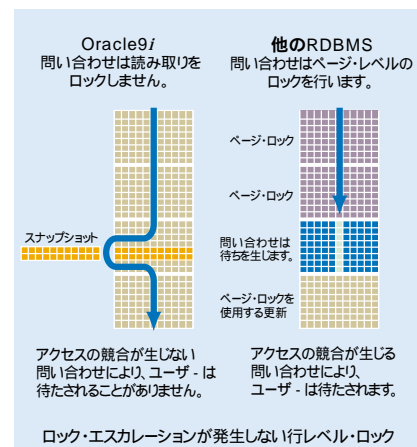 Oracle9i
問い合わせは読み取りを
ロックしません。
他のRDBMS
問い合わせはページ・レベルの
ロックを行います。
ページ・ロック
ページ・ロック
スナップショット
問い合わせは
待ちを生じます。
ページ・ロックを
使用する更新
アクセスの競合が生じない
問い合わせにより、ユーザ - は
待たされることがありません。
アクセスの競合が生じる
問い合わせにより、
ユーザ - は待たされます。
ロック・エスカレーションが発生しない行レベル・ロック